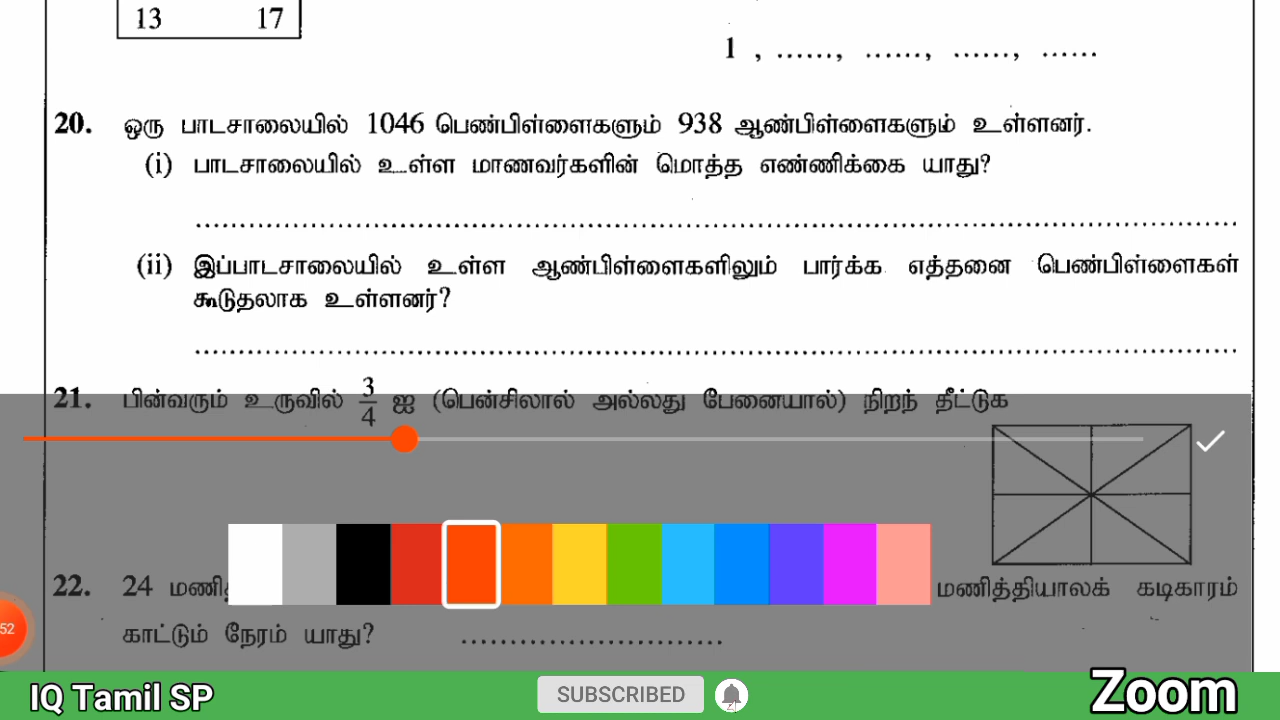 13 17
1 , ......, ......, ......, ......
20. ஒரு பாடசாலையில் 1046 பெண்பிள்ளைகளும் 938 ஆண்பிள்ளைகளும் உள்ளனர்.
(i) பாடசாலையில் உள்ள மாணவர்களின் மொத்த எண்ணிக்கை யாது?
(ii) இப்பாடசாலையில் உள்ள ஆண்பிள்ளைகளிலும் பார்க்க எத்தனை பெண்பிள்ளைகள்
கூடுதலாக உள்ளனர்?
21. பின்வரும் உருவில் 3/4 ஐ (பென்சிலால் அல்லது பேனையால்) நிறந் தீட்டுக
22. 24 மணித்தியாலக் கடிகாரம்
காட்டும் நேரம் யாது? ..............................
52
IQ Tamil SP
SUBSCRIBED
Zoom